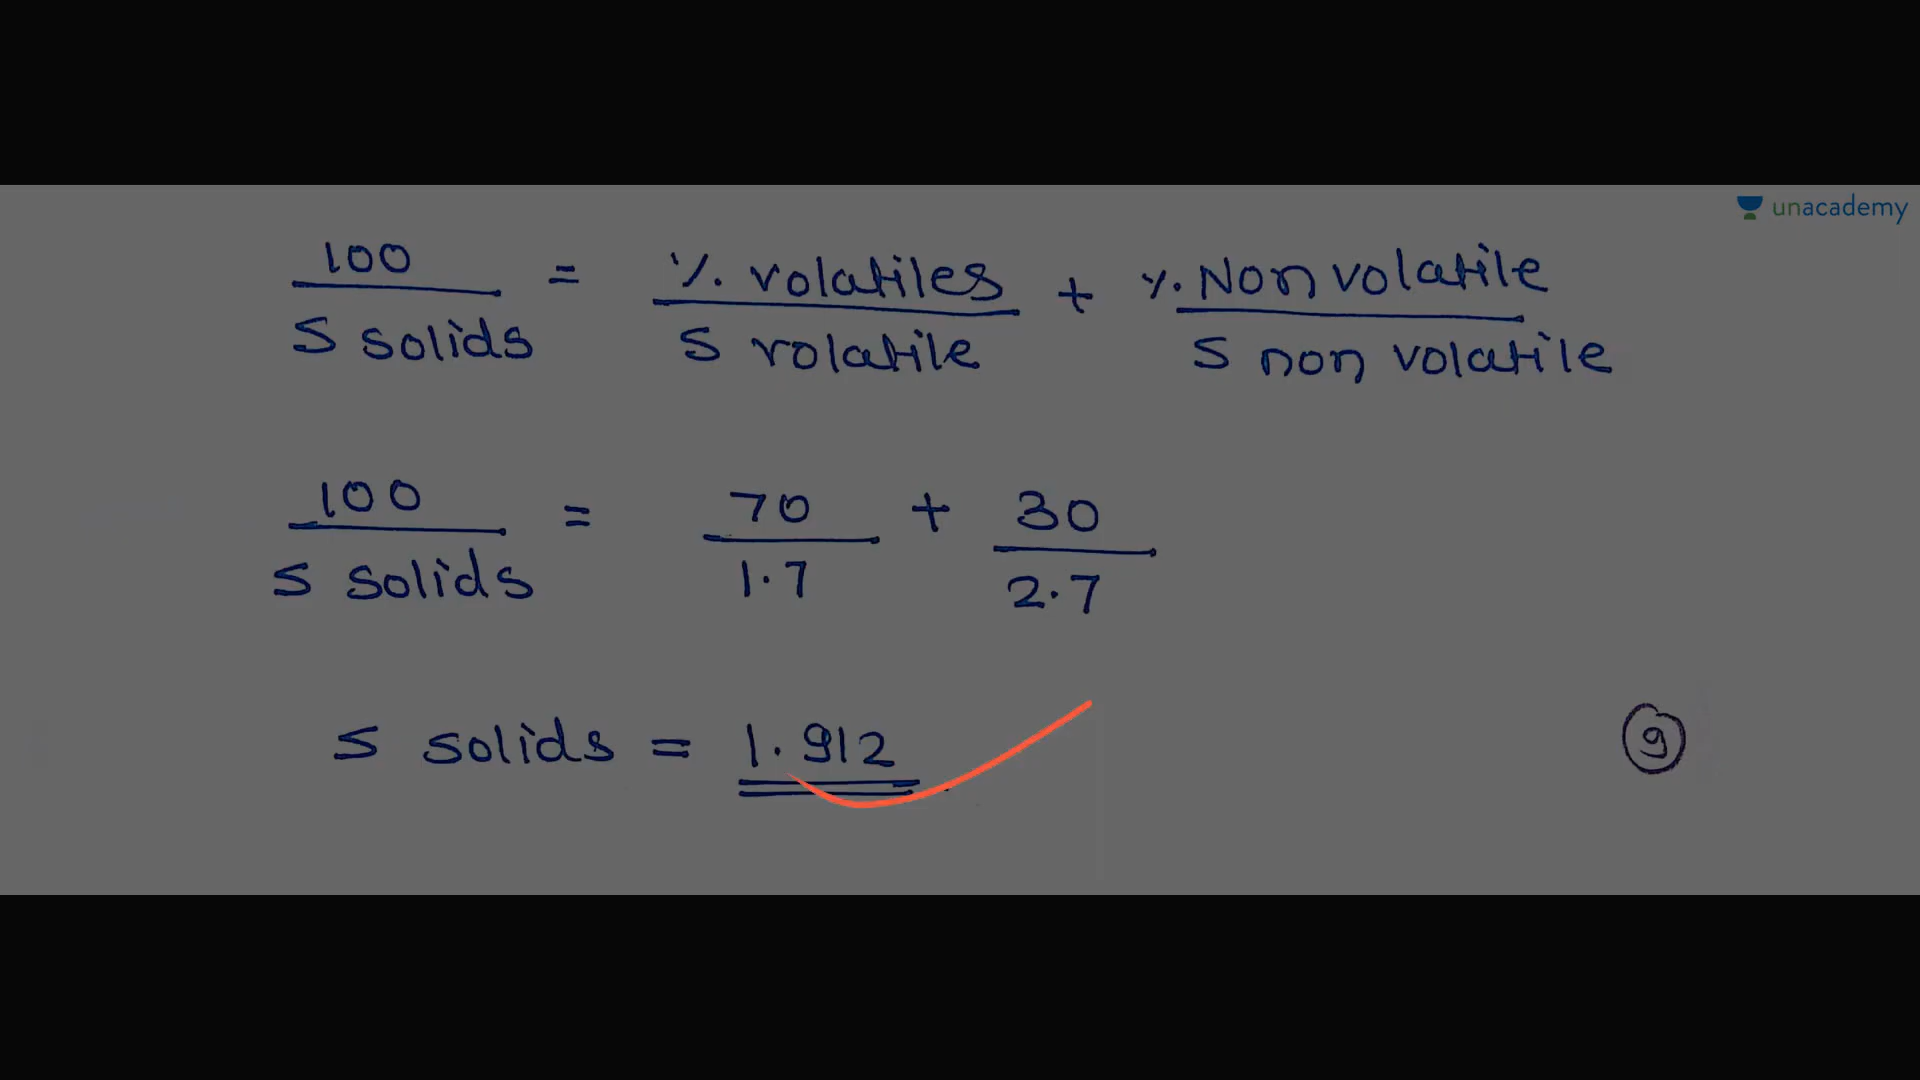 unacademy
100 / S solids = %. volatiles / S volatile + %. Non volatile / S non volatile
100 / S solids = 70 / 1.7 + 30 / 2.7
S solids = 1.912
9